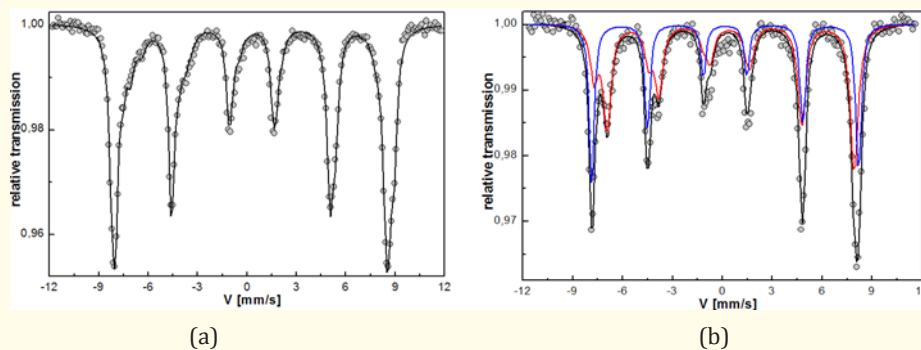 1,00
0,98
0,96
relative transmission
-12 -9 -6 -3 0 3 6 9 12
V [mm/s]
(a)
1,00
0,99
0,98
0,97
relative transmission
-12 -9 -6 -3 0 3 6 9 12
V [mm/s]
(b)